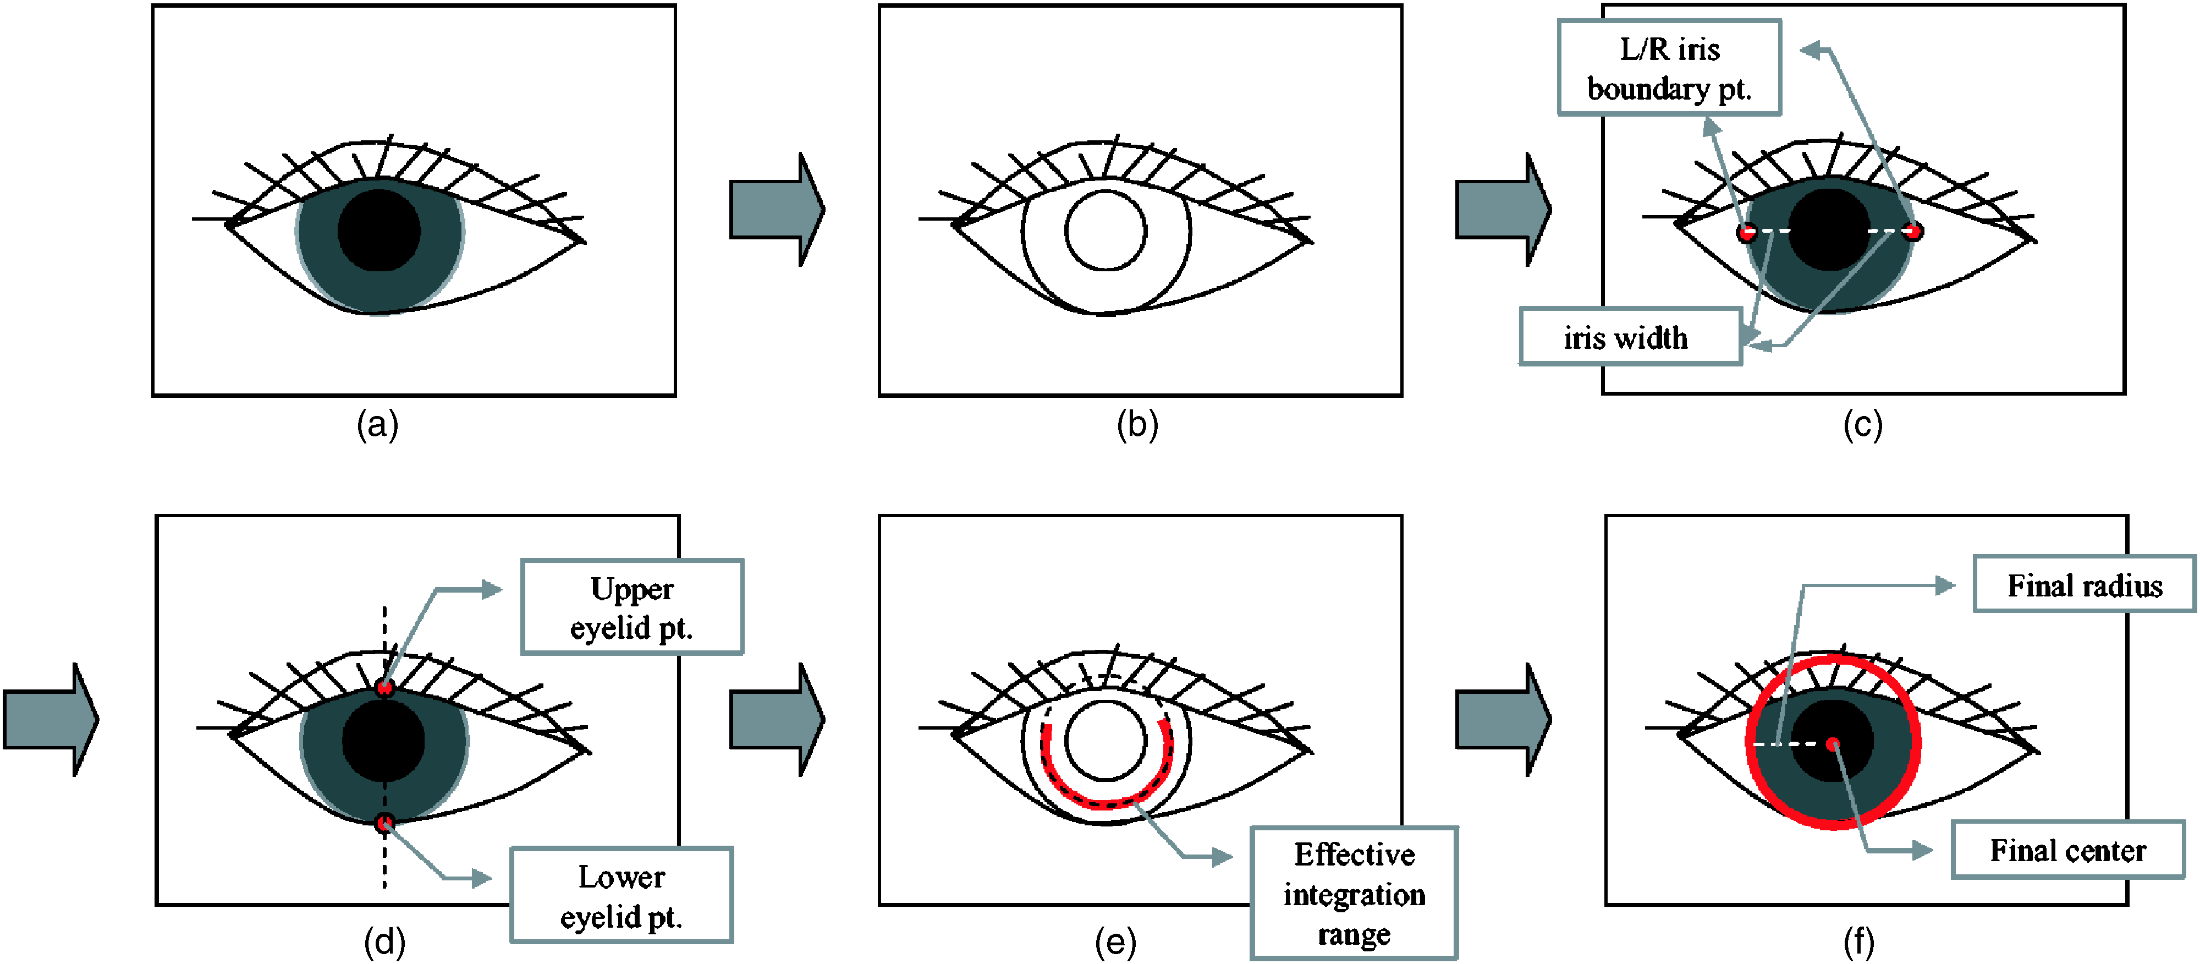 L/R iris
boundary pt.
iris width
(a)
(b)
(c)
Upper
eyelid pt.
Lower
eyelid pt.
Effective
integration
range
Final radius
Final center
(d)
(e)
(f)